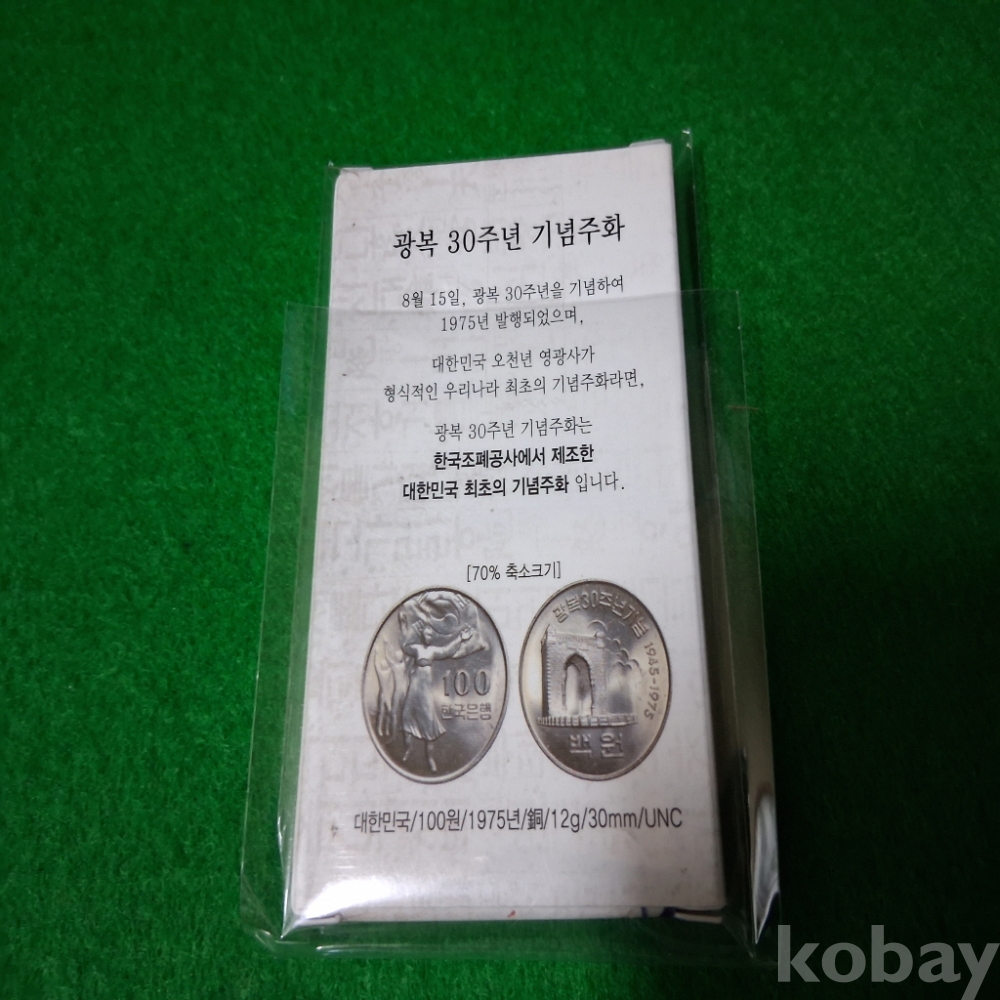 광복 30주년 기념주화
8월 15일, 광복 30주년을 기념하여
1975년 발행되었으며,
대한민국 오천년 영광사가
형식적인 우리나라 최초의 기념주화라면,
광복 30주년 기념주화는
한국조폐공사에서 제조한
대한민국 최초의 기념주화 입니다.
[70% 축소크기]
100
한국은행
광복30주년기념 1945-1975
백원
대한민국/100원/1975년/銅/12g/30mm/UNC
kobay